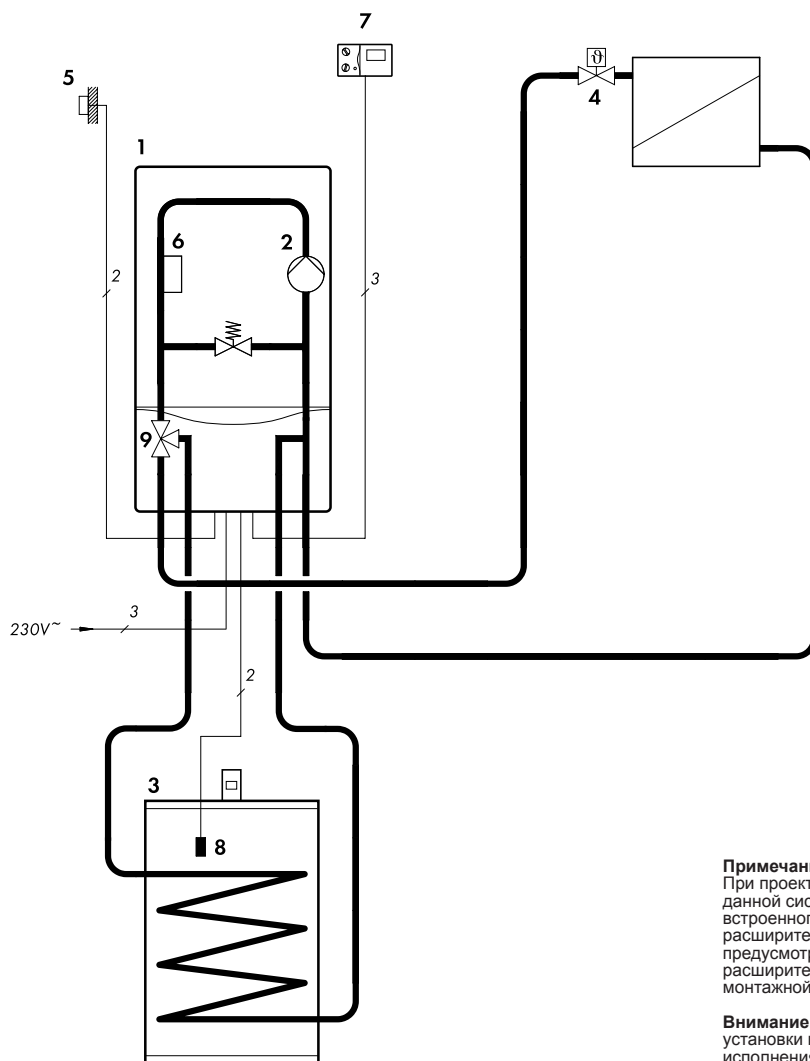 7
5
4
1
6
2
2
3
9
3
230V~
2
3
8
Примечани
При проект
данной сис
встроенног
расширите
предусмотр
расширите
монтажной
Внимание
установки
исполнени